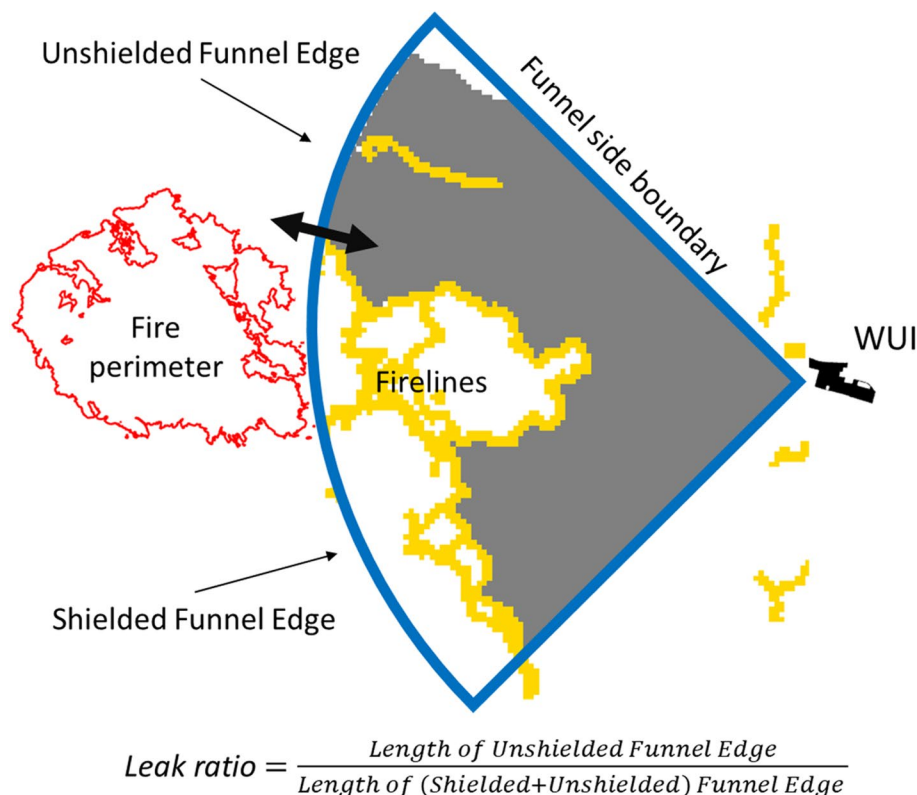 Unshielded Funnel Edge
Funnel side boundary
Fire
perimeter
Firelines
WUI
Shielded Funnel Edge
Leak ratio = Length of Unshielded Funnel Edge
Length of (Shielded+Unshielded) Funnel Edge